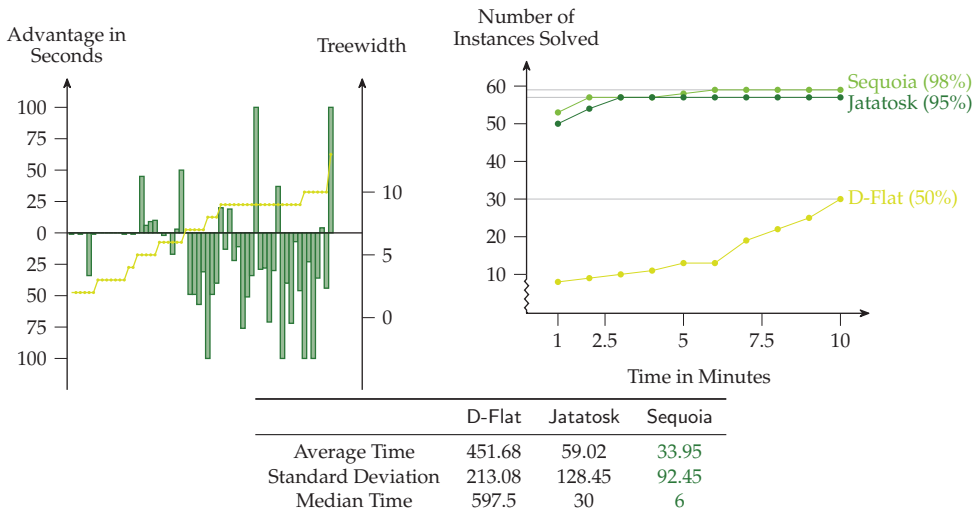 Advantage in
Seconds
Treewidth
100
75
50
25
0
25
50
75
100
10
5
0
Number of
Instances Solved
60
50
40
30
20
10
Sequoia (98%)
Jatatosk (95%)
D-Flat (50%)
1 2.5 5 7.5 10
Time in Minutes
D-Flat Jatatosk Sequoia
Average Time 451.68 59.02 33.95
Standard Deviation 213.08 128.45 92.45
Median Time 597.5 30 6